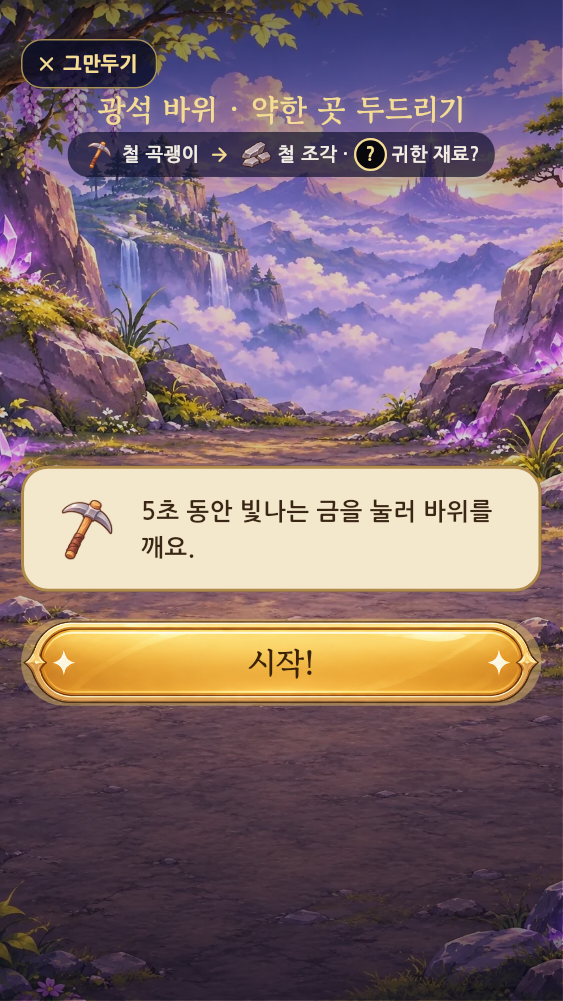 × 그만두기
광석 바위 · 약한 곳 두드리기
철 곡괭이 → 철 조각 · ? 귀한 재료?
5초 동안 빛나는 금을 눌러 바위를
깨요.
시작!